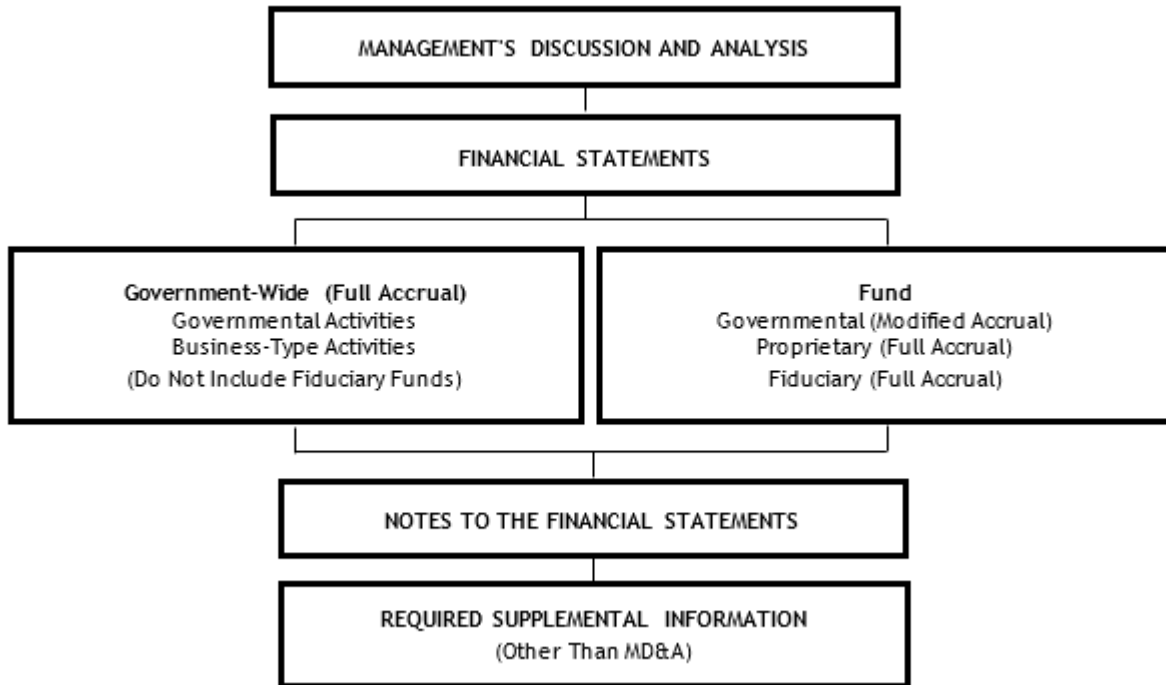 MANAGEMENT'S DISCUSSION AND ANALYSIS
FINANCIAL STATEMENTS
Government-Wide (Full Accrual)
Governmental Activities
Business-Type Activities
(Do Not Include Fiduciary Funds)
Fund
Governmental (Modified Accrual)
Proprietary (Full Accrual)
Fiduciary (Full Accrual)
NOTES TO THE FINANCIAL STATEMENTS
REQUIRED SUPPLEMENTAL INFORMATION
(Other Than MD&A)